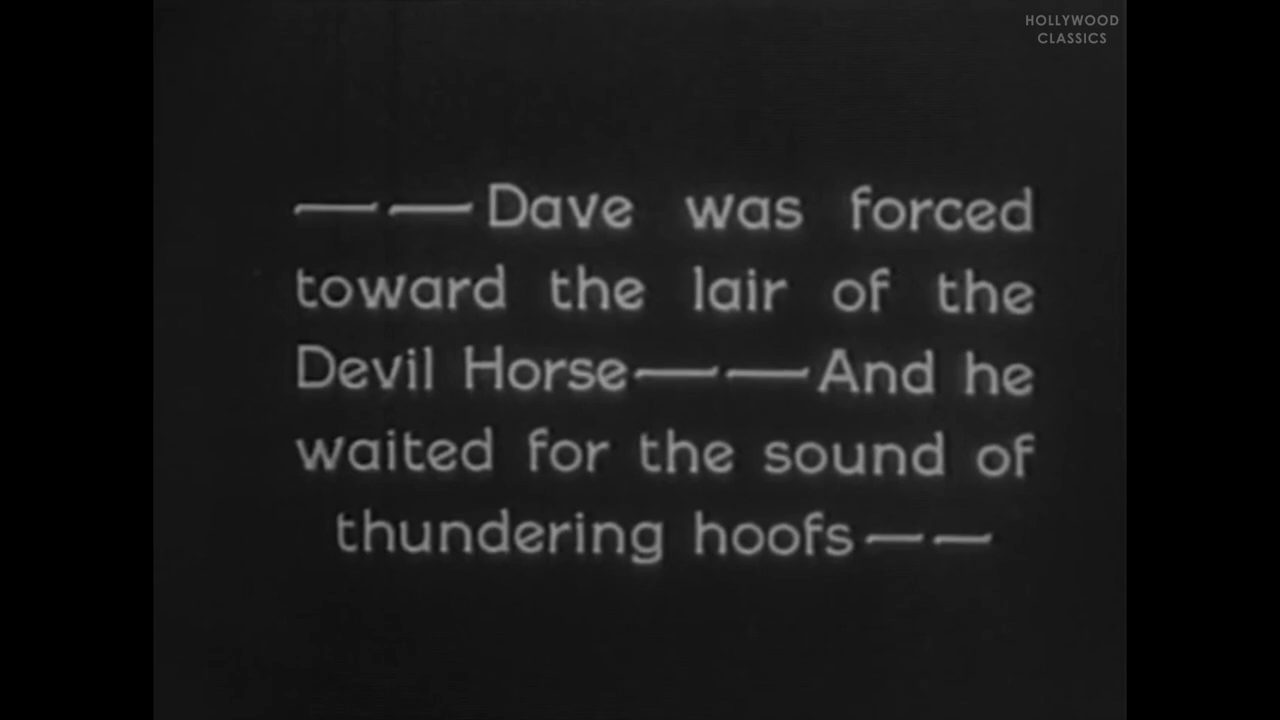 HOLLYWOOD
CLASSICS
— — Dave was forced
toward the lair of the
Devil Horse — — And he
waited for the sound of
thundering hoofs — —